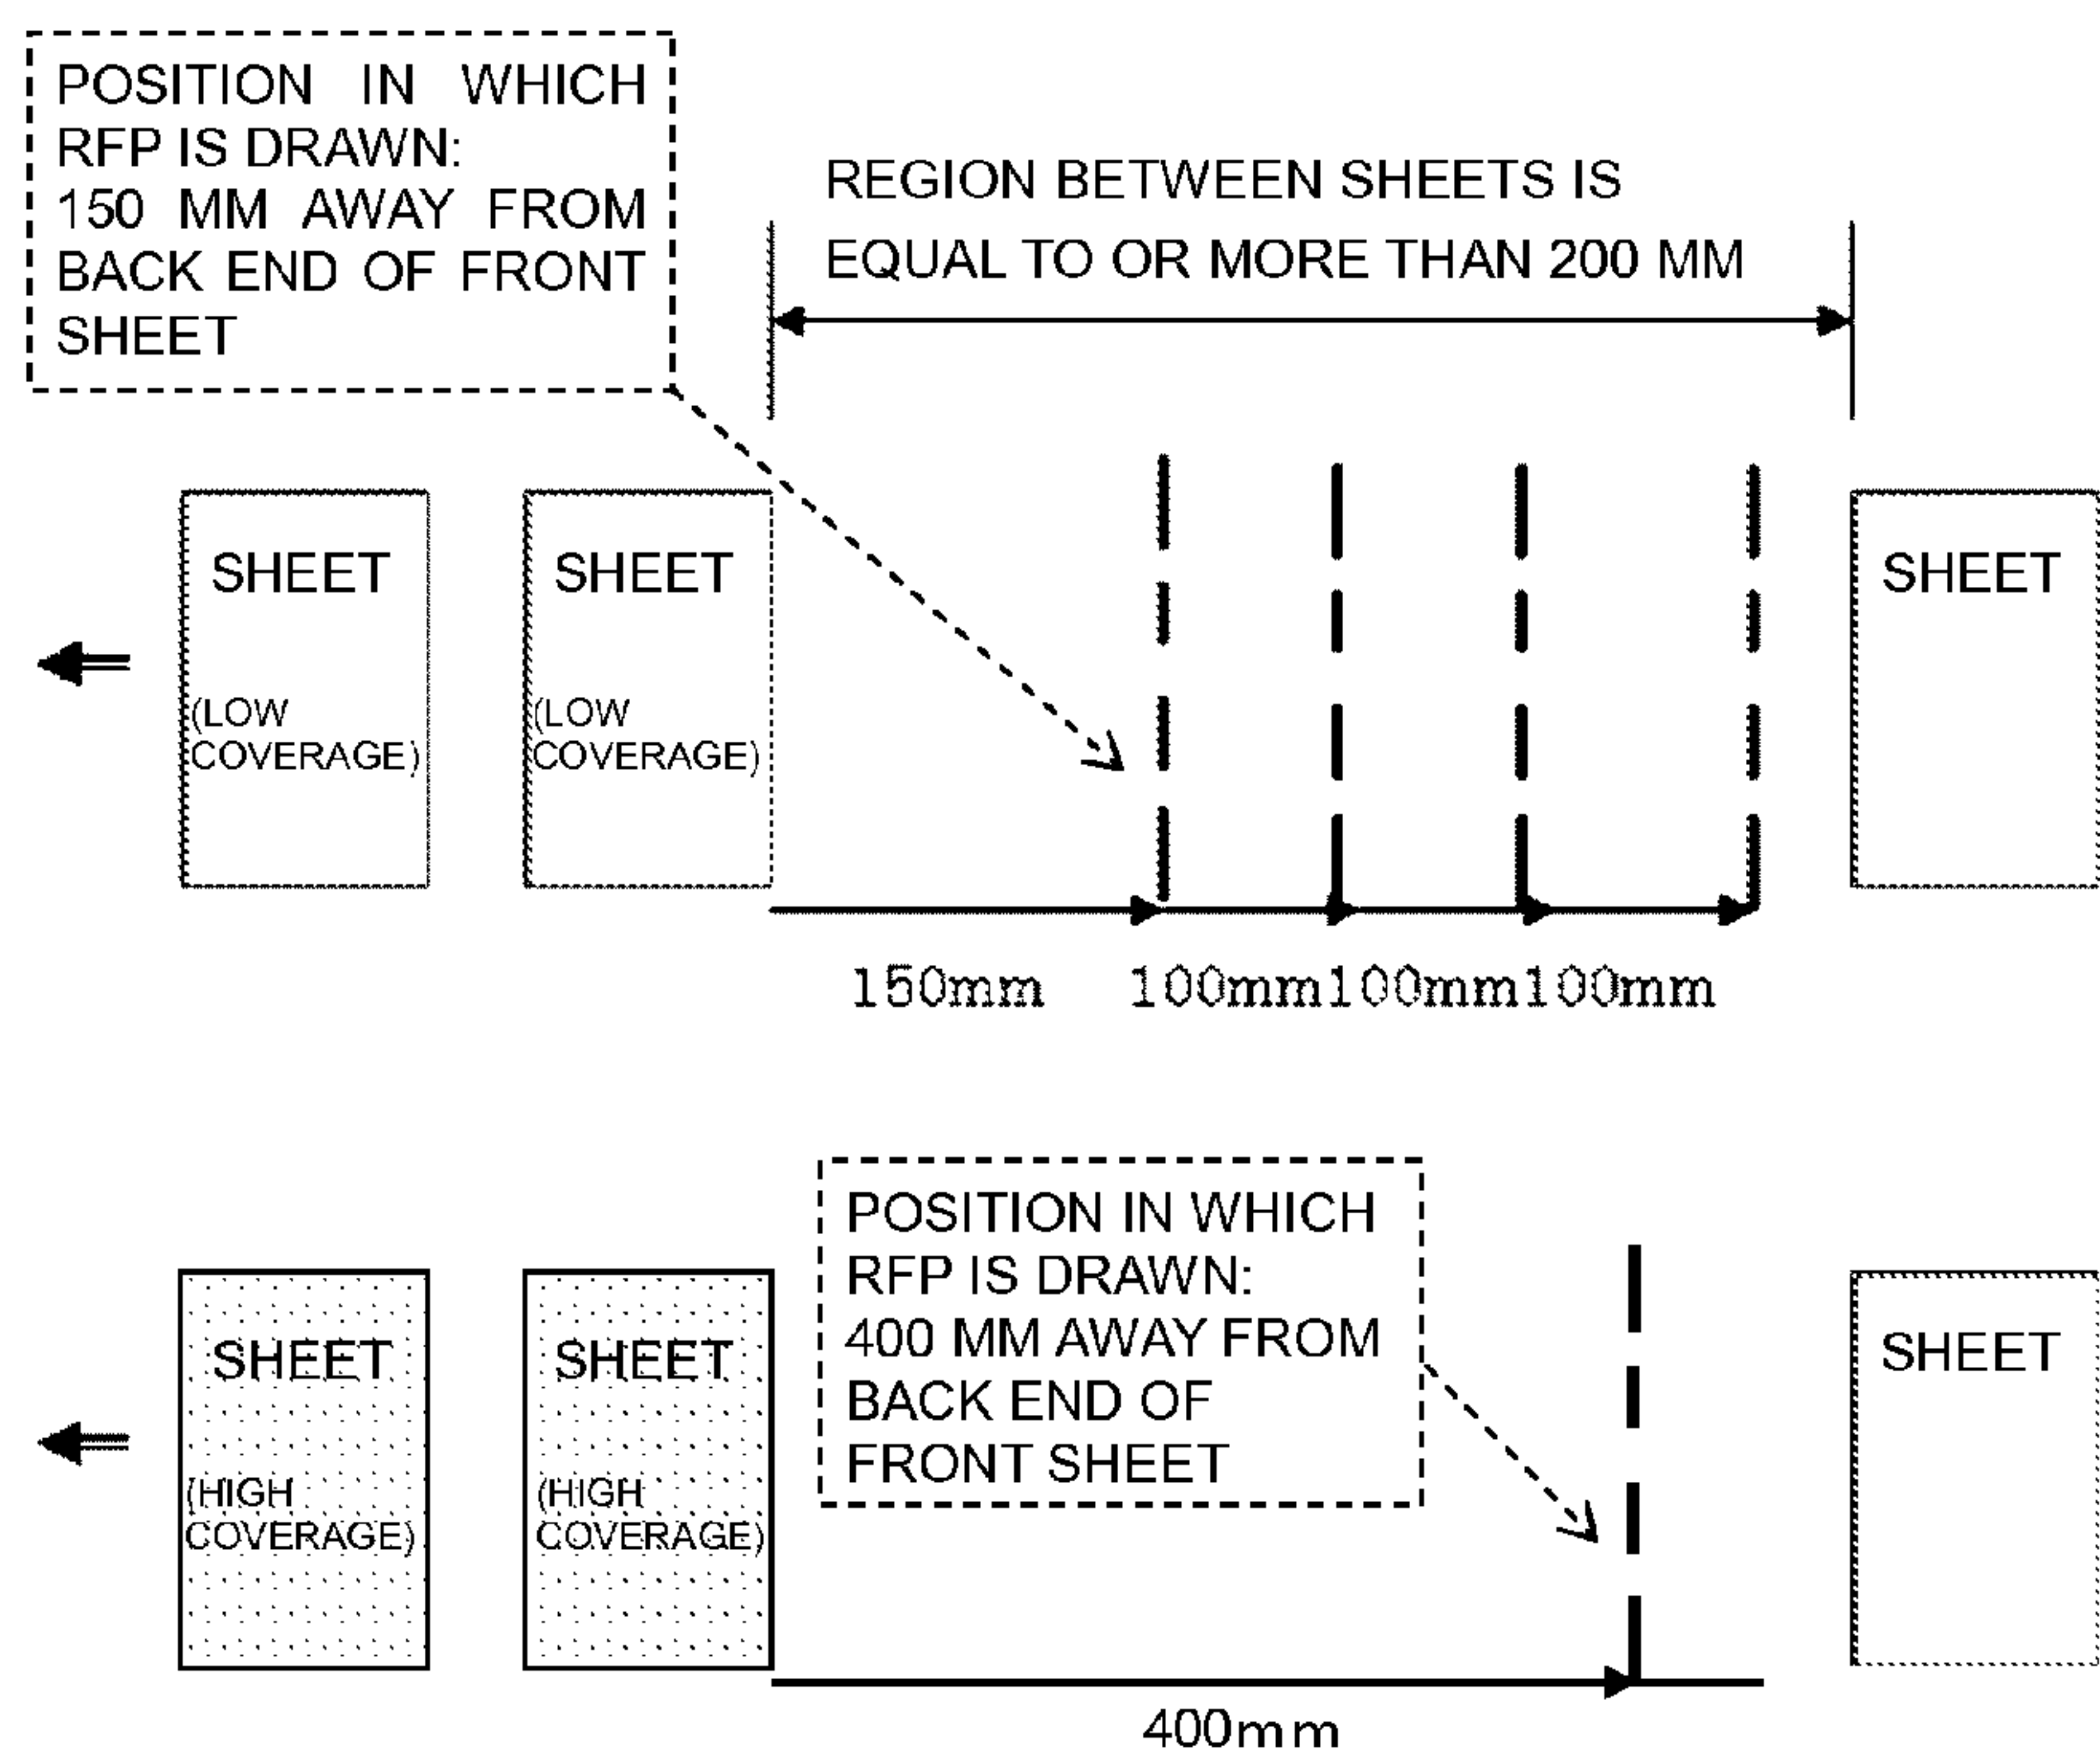 POSITION IN WHICH
RFP IS DRAWN:
150 MM AWAY FROM
BACK END OF FRONT
SHEET
REGION BETWEEN SHEETS IS
EQUAL TO OR MORE THAN 200 MM
SHEET
(LOW
COVERAGE)
SHEET
(LOW
COVERAGE)
SHEET
150mm 100mm100mm100mm
POSITION IN WHICH
RFP IS DRAWN:
400 MM AWAY FROM
BACK END OF
FRONT SHEET
SHEET
(HIGH
COVERAGE)
SHEET
(HIGH
COVERAGE)
SHEET
400mm